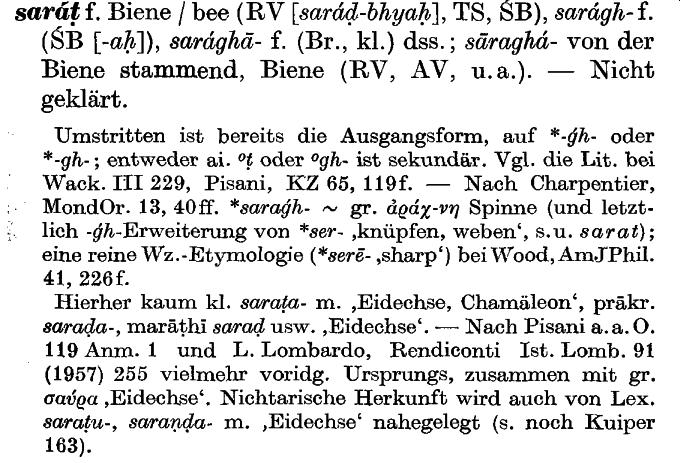 saráṭ f. Biene / bee (RV [saráḍ-bhyaḥ], TS, ŚB), sarágh- f.
(ŚB [-aḥ]), sarághā- f. (Br., kl.) dss.; sāraghá- von der
Biene stammend, Biene (RV, AV, u. a.). — Nicht
geklärt.
Umstritten ist bereits die Ausgangsform, auf *-ǵh- oder
*-gh-; entweder ai. °ṭ oder °gh- ist sekundär. Vgl. die Lit. bei
Wack. III 229, Pisani, KZ 65, 119f. — Nach Charpentier,
MondOr. 13, 40ff. *saraǵh- ~ gr. ἀράχ-νη Spinne (und letzt-
lich -ǵh-Erweiterung von *ser- ‚knüpfen, weben‘, s.u. sarat);
eine reine Wz.-Etymologie (*serē- ‚sharp‘) bei Wood, AmJPhil.
41, 226f.
Hierher kaum kl. saraṭa- m. ‚Eidechse, Chamäleon‘, prākr.
saraḍa-, marāṭhī saraḍ usw. ‚Eidechse‘. — Nach Pisani a.a.O.
119 Anm. 1 und L. Lombardo, Rendiconti Ist. Lomb. 91
(1957) 255 vielmehr voridg. Ursprungs, zusammen mit gr.
σαύρα ‚Eidechse‘. Nichtarische Herkunft wird auch von Lex.
saraṭu-, saraṇḍa- m. ‚Eidechse‘ nahegelegt (s. noch Kuiper
163).